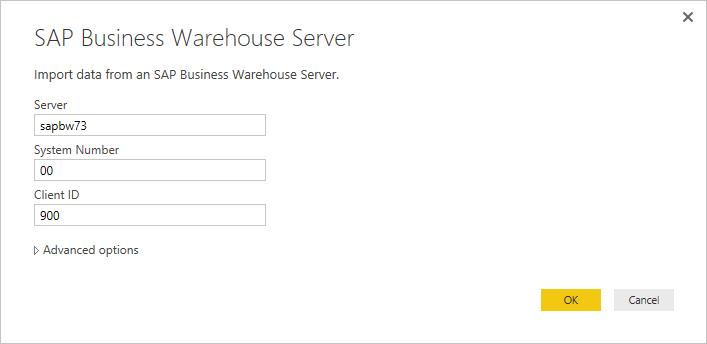 SAP Business Warehouse Server
Import data from an SAP Business Warehouse Server.
Server
sapbw73
System Number
00
Client ID
900
Advanced options
OK Cancel